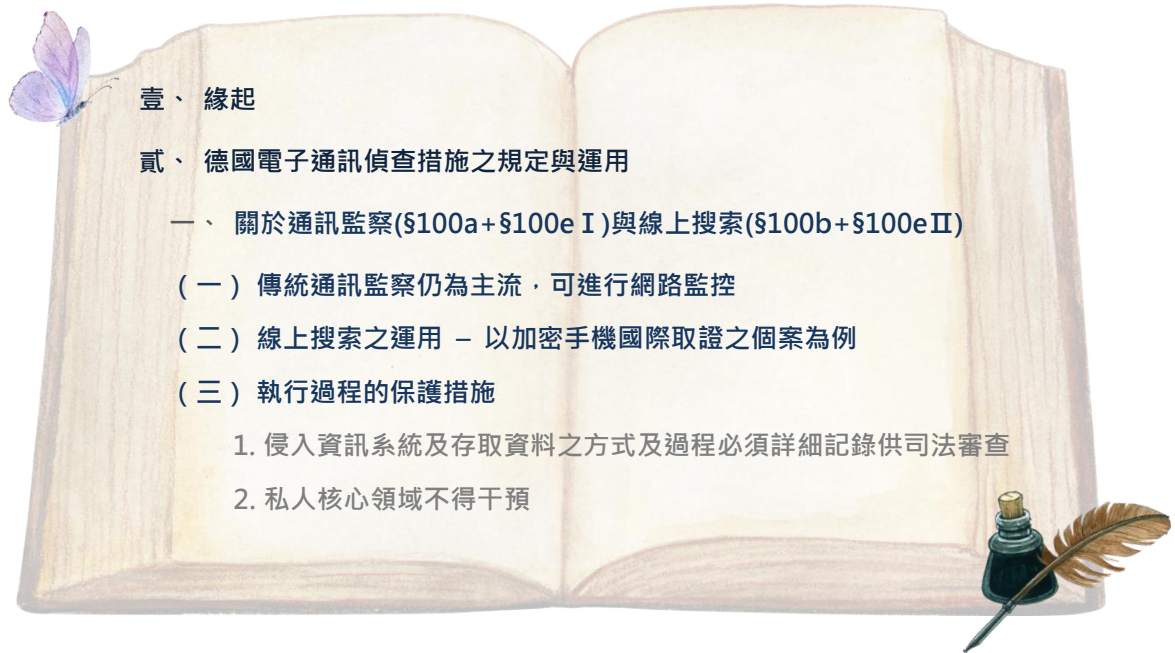 壹、 緣起
貳、 德國電子通訊偵查措施之規定與運用
一、 關於通訊監察(§100a+§100eⅠ)與線上搜索(§100b+§100eⅡ)
（一） 傳統通訊監察仍為主流，可進行網路監控
（二） 線上搜索之運用 – 以加密手機國際取證之個案為例
（三） 執行過程的保護措施
1. 侵入資訊系統及存取資料之方式及過程必須詳細記錄供司法審查
2. 私人核心領域不得干預